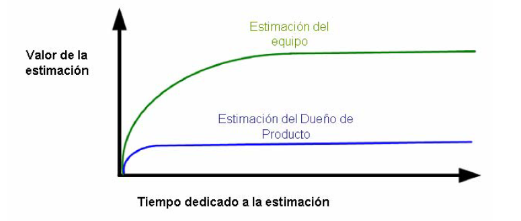 Estimación del
equipo
Valor de la
estimación
Estimación del Dueño de
Producto
Tiempo dedicado a la estimación